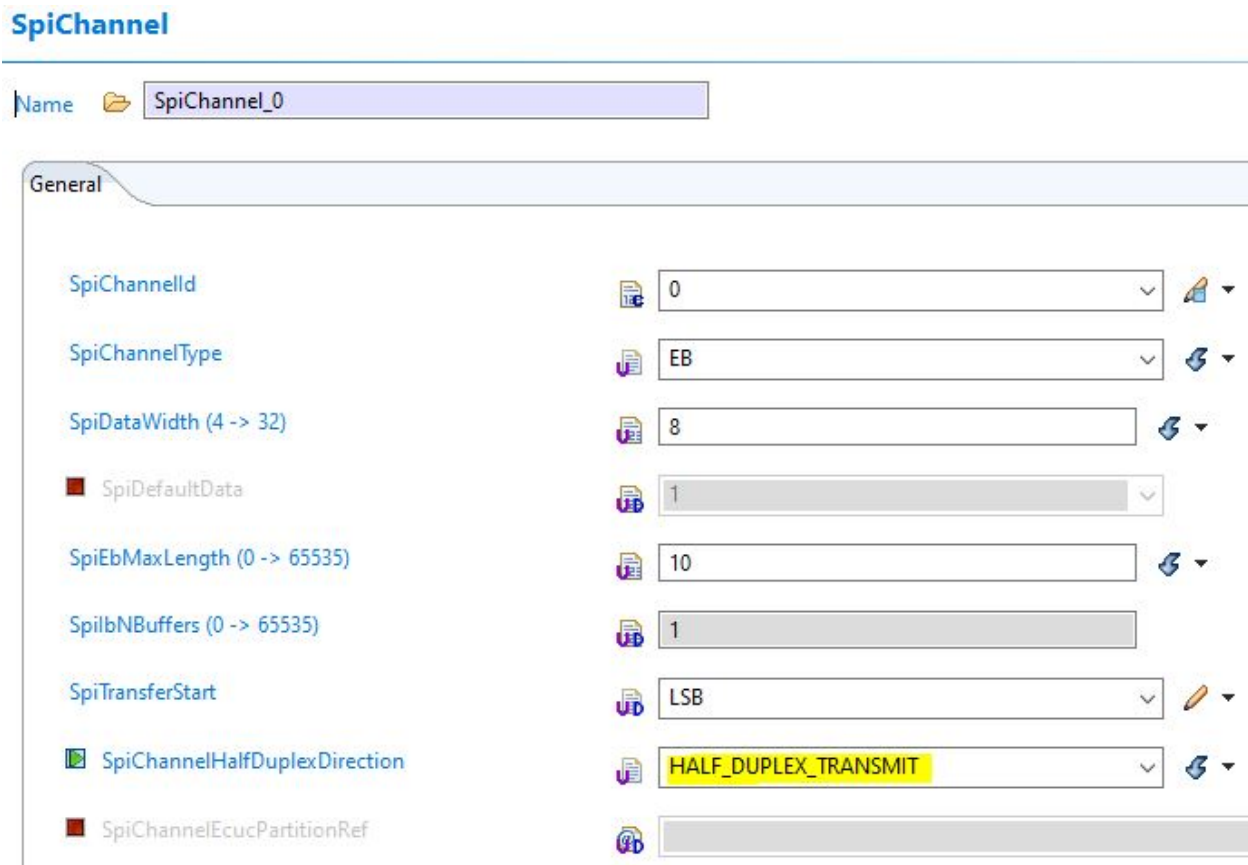 SpiChannel
Name SpiChannel_0
General
SpiChannelId 0
SpiChannelType EB
SpiDataWidth (4 -> 32) 8
SpiDefaultData 1
SpiEbMaxLength (0 -> 65535) 10
SpiIbNBuffers (0 -> 65535) 1
SpiTransferStart LSB
SpiChannelHalfDuplexDirection HALF_DUPLEX_TRANSMIT
SpiChannelEcucPartitionRef